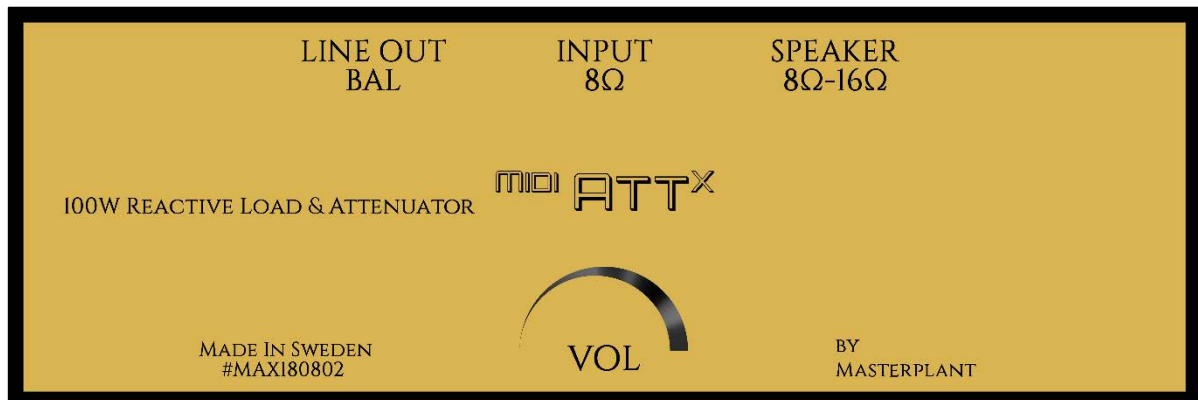 LINE OUT
BAL
INPUT
8Ω
SPEAKER
8Ω-16Ω
MIDI ATTX
100W REACTIVE LOAD & ATTENUATOR
VOL
MADE IN SWEDEN
#MAX180802
BY
MASTERPLANT